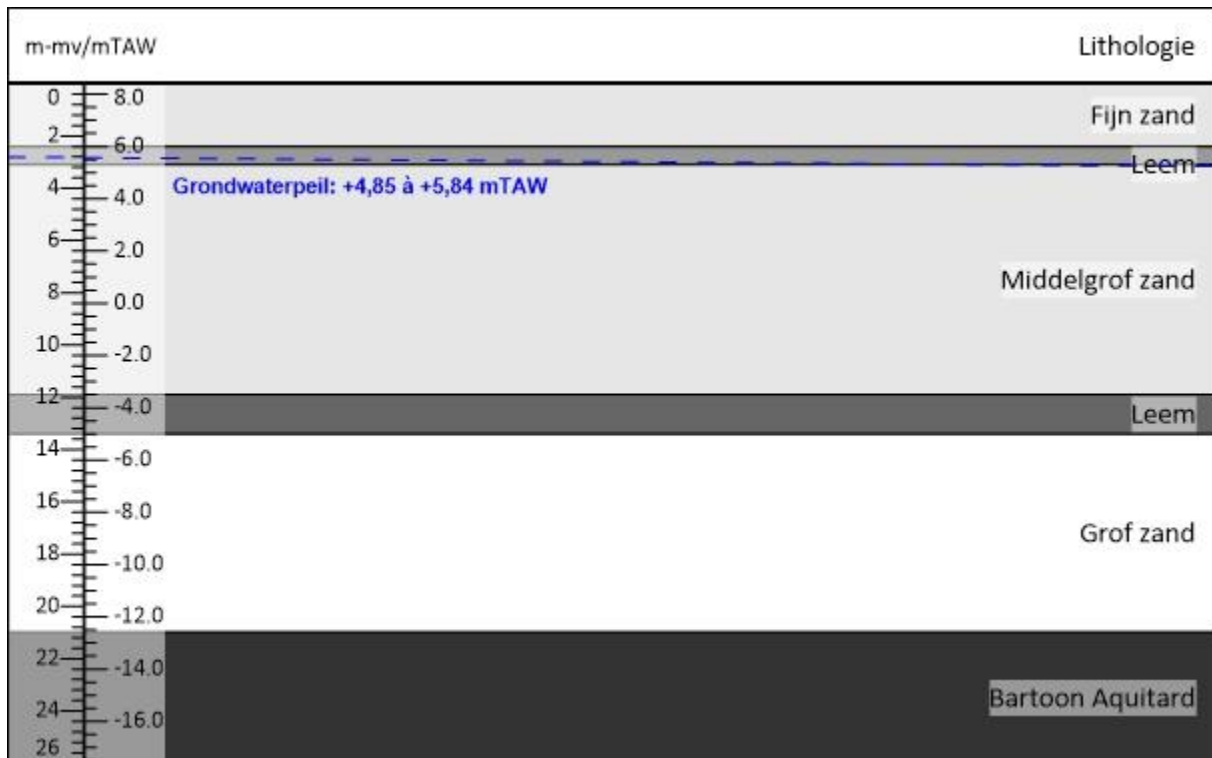 m-mv/mTAW Lithologie
0 8.0
Fijn zand
2 6.0
Leem
4 4.0
Grondwaterpeil: +4,85 à +5,84 mTAW
6 2.0
Middelgrof zand
8 0.0
10 -2.0
12 -4.0
Leem
14 -6.0
16 -8.0
Grof zand
18 -10.0
20 -12.0
22 -14.0
Bartoon Aquitard
24 -16.0
26